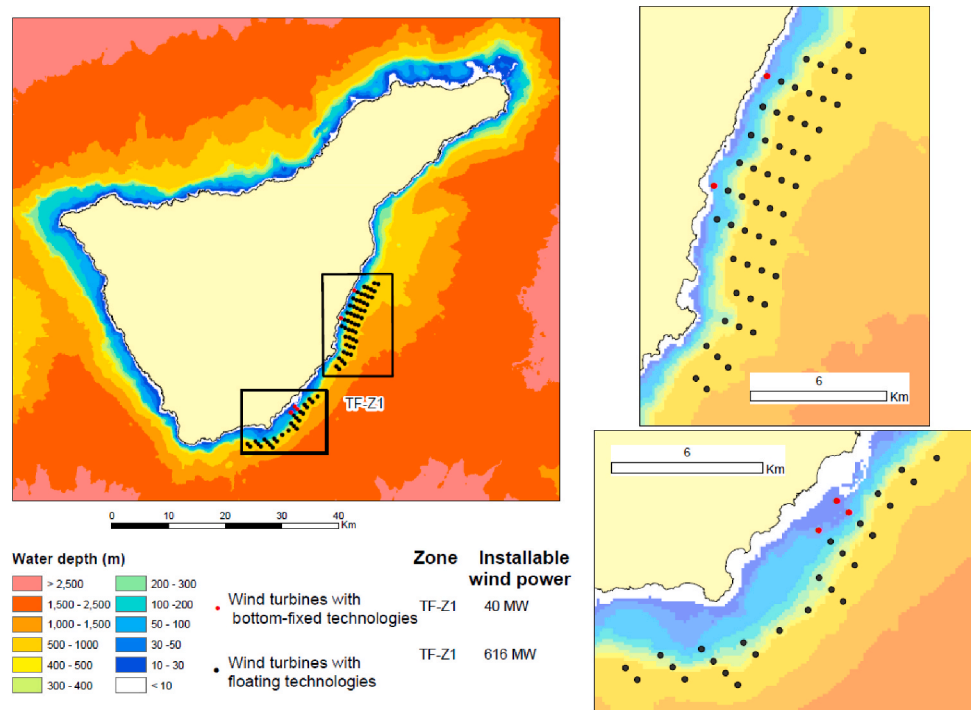 6
Km
TF-Z1
6
Km
0 10 20 30 40
Km
Water depth (m)
Zone Installable
wind power
> 2,500
200 - 300
1,500 - 2,500
100 -200
1,000 - 1,500
50 - 100
500 - 1000
30 -50
400 - 500
10 - 30
300 - 400
< 10
Wind turbines with
bottom-fixed technologies
TF-Z1 40 MW
Wind turbines with
floating technologies
TF-Z1 616 MW